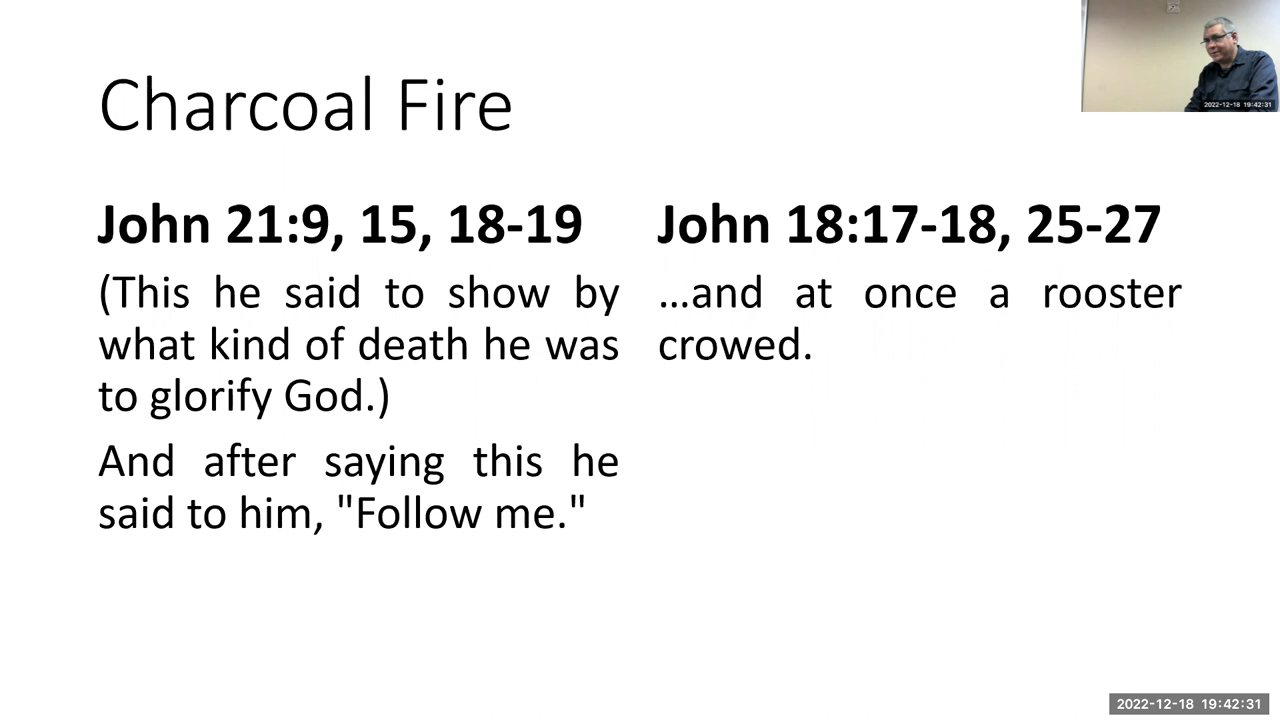 Charcoal Fire
John 21:9, 15, 18-19
(This he said to show by
what kind of death he was
to glorify God.)
And after saying this he
said to him, "Follow me."
John 18:17-18, 25-27
...and at once a rooster
crowed.
2022-12-18 19:42:31
2022-12-18 19:42:31